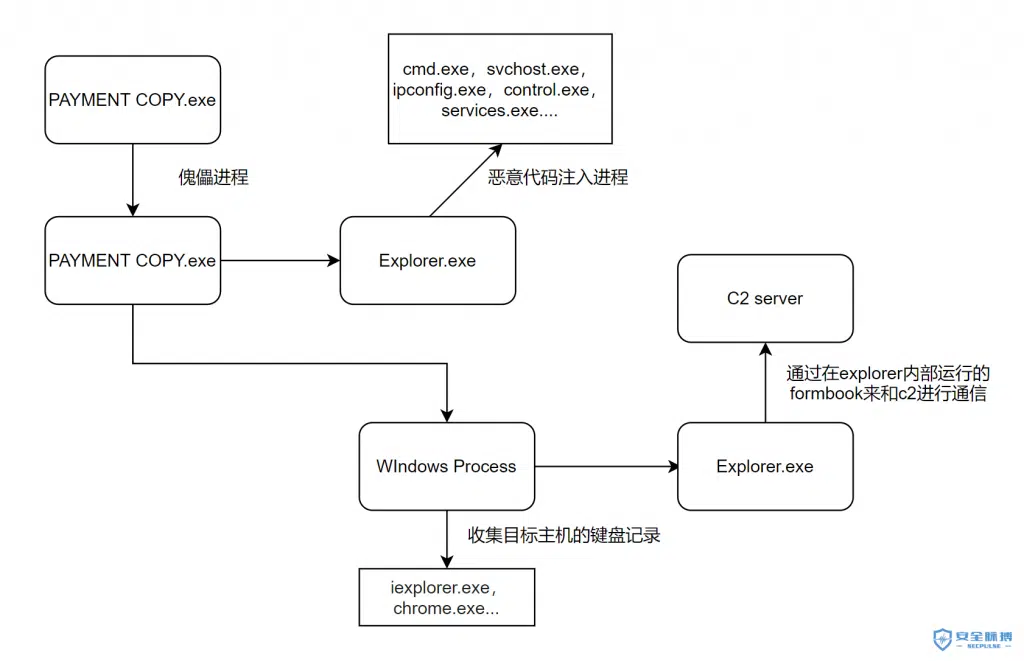 cmd.exe，svchost.exe，
ipconfig.exe，control.exe，
services.exe....
PAYMENT COPY.exe
傀儡进程
恶意代码注入进程
PAYMENT COPY.exe
Explorer.exe
C2 server
通过在explorer内部运行的
formbook来和c2进行通信
WIndows Process
Explorer.exe
收集目标主机的键盘记录
iexplorer.exe，
chrome.exe...
安全脉搏
SECPULSE